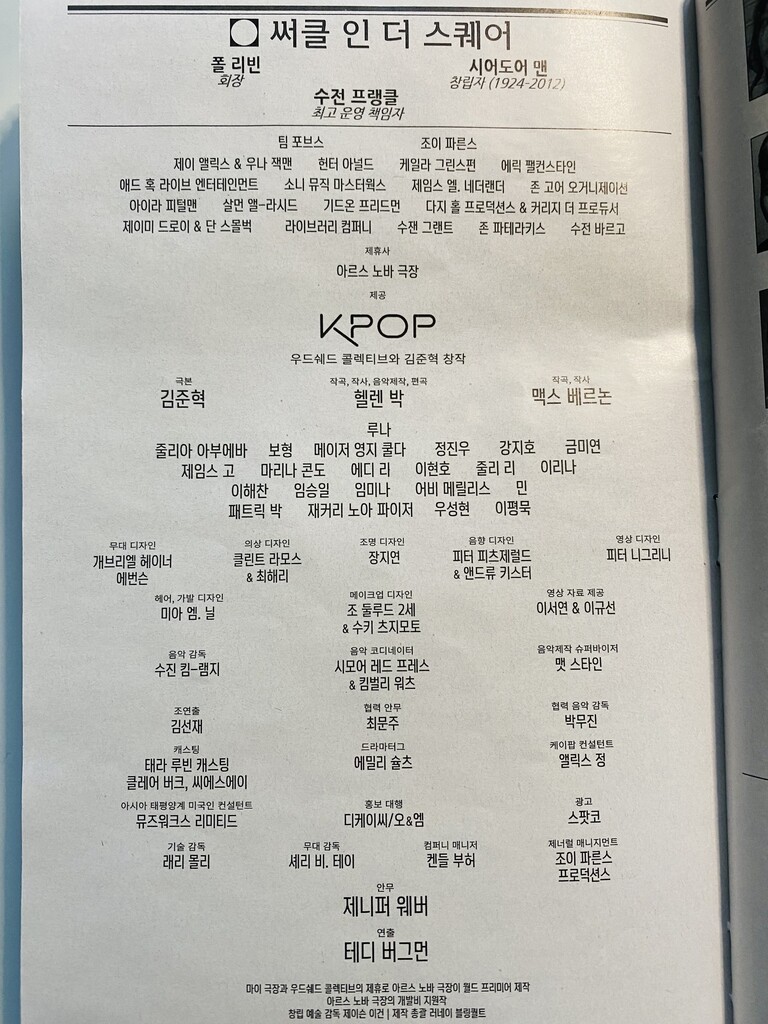 써클 인 더 스퀘어
폴 리빈 시어도어 맨
회장 창립자 (1924-2012)
수전 프랭클
최고 운영 책임자
팀 포브스 조이 파른스
제이 앨릭스 & 우나 잭맨 헌터 아널드 케일라 그린스펀 에릭 팰컨스타인
애드 혹 라이브 엔터테인먼트 소니 뮤직 마스터웍스 제임스 엘. 네더랜더 존 고어 오거니제이션
아이라 피털맨 살먼 앨-라시드 기드온 프리드먼 다지 홀 프로덕션스 & 커리지 더 프로듀서
제이미 드로이 & 단 스몰벅 라이브러리 컴퍼니 수잰 그랜트 존 파테라키스 수전 바르고
제휴사
아르스 노바 극장
제공
KPOP
우드쉐드 콜렉티브와 김준혁 창작
극본 작곡, 작사, 음악제작, 편곡 작곡, 작사
김준혁 헬렌 박 맥스 베르논
루나
줄리아 아부에바 보형 메이저 영지 쿨다 정진우 강지호 금미연
제임스 고 마리나 콘도 에디 리 이현호 줄리 리 이리나
이해찬 임승일 임미나 어비 메릴리스 민
패트릭 박 재커리 노아 파이저 우성현 이평묵
무대 디자인 의상 디자인 조명 디자인 음향 디자인 영상 디자인
개브리엘 헤이너 클린트 라모스 장지연 피터 피츠제럴드 피터 니그리니
에번슨 & 최해리 & 앤드류 키스터
헤어, 가발 디자인 메이크업 디자인 영상 자료 제공
미아 엠. 닐 조 둘루드 2세 이서연 & 이규선
& 수키 츠지모토
음악 감독 음악 코디네이터 음악제작 슈퍼바이저
수진 킴-램지 시모어 레드 프레스 맷 스타인
& 킴벌리 워츠
조연출 협력 안무 협력 음악 감독
김선재 최문주 박무진
캐스팅 드라마터그 케이팝 컨설턴트
태라 루빈 캐스팅 에밀리 슐츠 앨릭스 정
클레어 버크, 씨에스에이
아시아 태평양계 미국인 컨설턴트 홍보 대행 광고
뮤즈워크스 리미티드 디케이씨/오&엠 스팟코
기술 감독 무대 감독 컴퍼니 매니저 제너럴 매니지먼트
래리 몰리 셰리 비. 테이 켄들 부허 조이 파른스
프로덕션스
안무
제니퍼 웨버
연출
테디 버그먼
마이 극장과 우드쉐드 콜렉티브의 제휴로 아르스 노바 극장이 월드 프리미어 제작
아르스 노바 극장의 개발비 지원작
창립 예술 감독 제이슨 이건 | 제작 총괄 러네이 블링퀄트